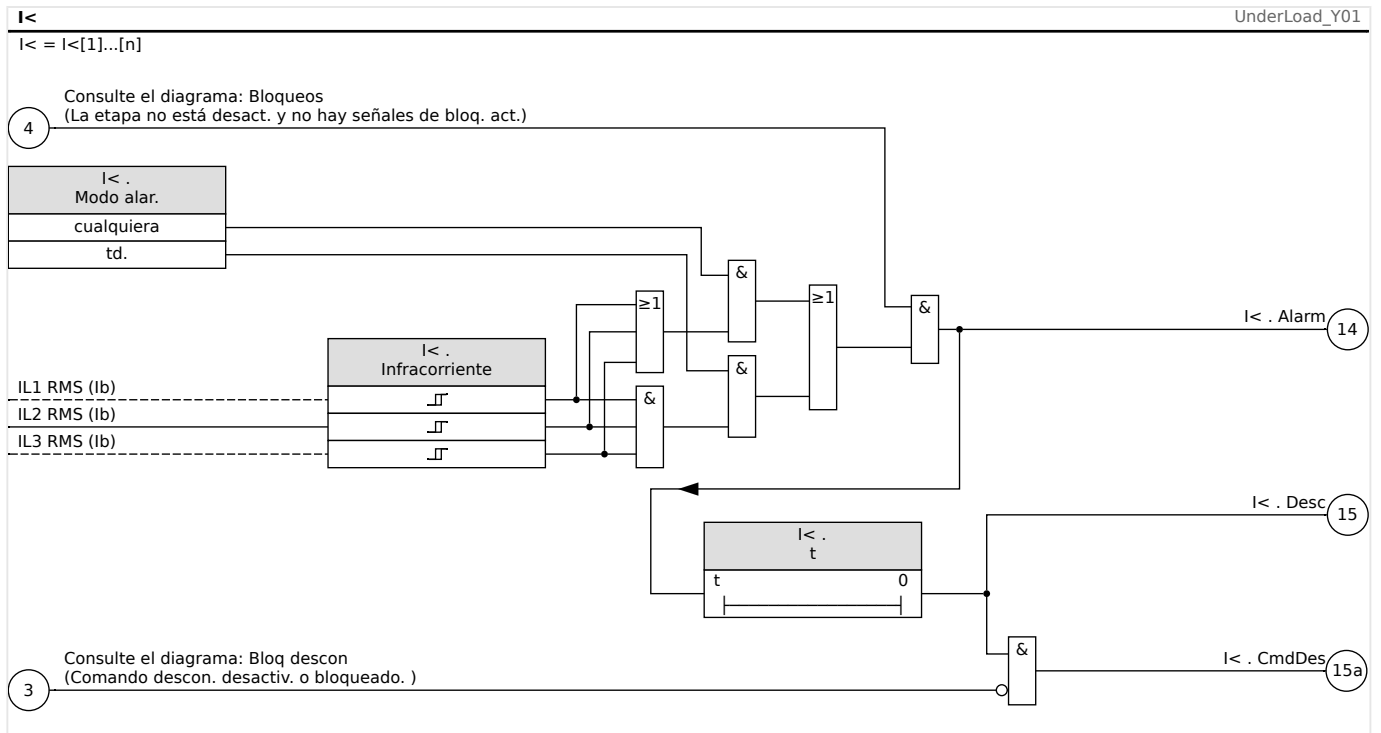 I<
UnderLoad_Y01
I< = I<[1]...[n]
Consulte el diagrama: Bloqueos
(La etapa no está desact. y no hay señales de bloq. act.)
4
I< .
Modo alar.
cualquiera
td.
&
≥1
≥1
&
I< . Alarm
14
I< .
Infracorriente
&
IL1 RMS (Ib)
&
IL2 RMS (Ib)
IL3 RMS (Ib)
I< . Desc
15
I< .
t
t
0
Consulte el diagrama: Bloq descon
(Comando descon. desactiv. o bloqueado. )
3
&
I< . CmdDes
15a